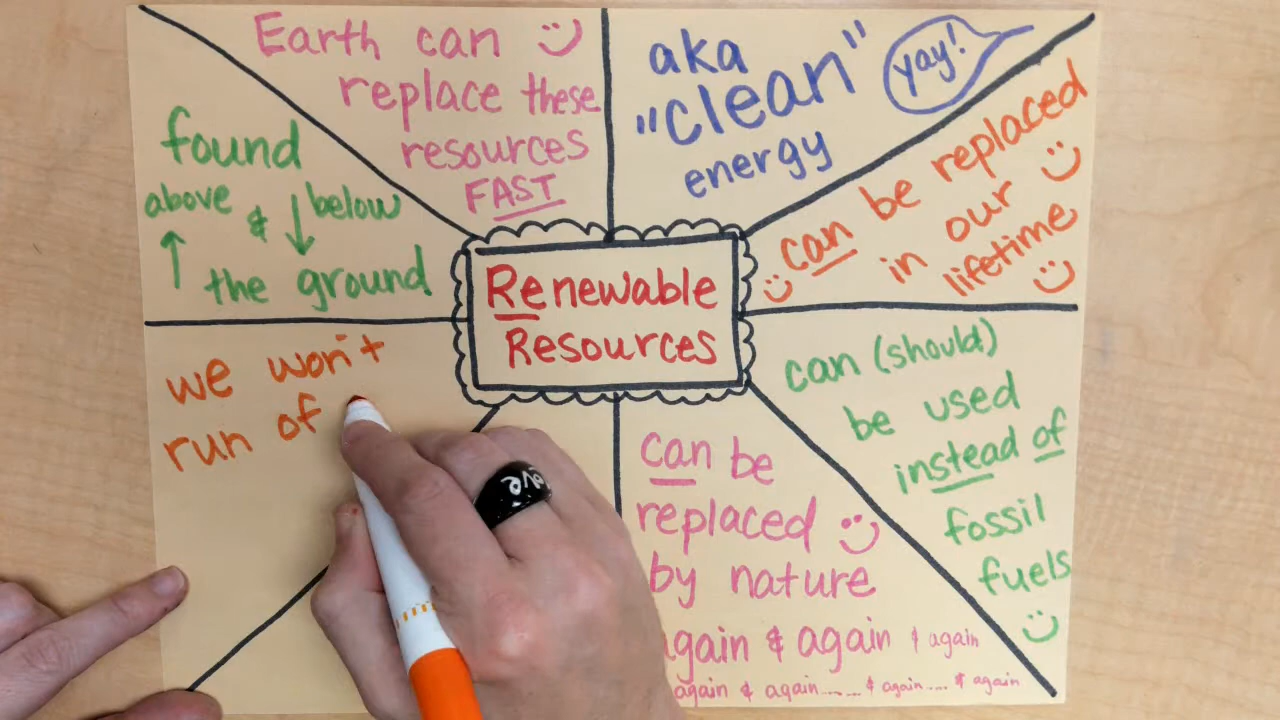 Earth can
replace these
resources
FAST
aka
"clean"
energy
yay!
can be replaced
in our
lifetime
found
above & below
the ground
Renewable
Resources
we won't
run of
can (should)
be used
instead of
fossil
fuels
can be
replaced
by nature
again & again & again
again & again...... & again.... & again